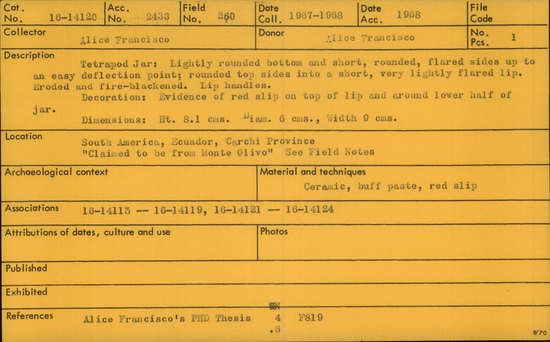 Cat. No. 16-14120 Acc. No. 2433 Field No. 360 Date Coll. 1967-1968 Date Acc. 1968 File Code
Collector Alice Francisco Donor Alice Francisco No. Pcs. 1
Description
Tetrapod Jar: Lightly rounded bottom and short, rounded, flared sides up to
an easy deflection point; rounded top sides into a short, very lightly flared lip.
Eroded and fire-blackened. Lip handles.
Decoration: Evidence of red slip on top of lip and around lower half of
jar.
Dimensions: Ht. 8.1 cms. Diam. 6 cms., Width 9 cms.
Location
South America, Ecuador, Carchi Province
"Claimed to be from Monte Olivo" See Field Notes
Archaeological context Material and techniques
Ceramic, buff paste, red slip
Associations 16-14115 -- 16-14119, 16-14121 -- 16-14124
Attributions of dates, culture and use Photos
Published
Exhibited
References Alice Francisco's PHD Thesis 4 F819
.8
9/70